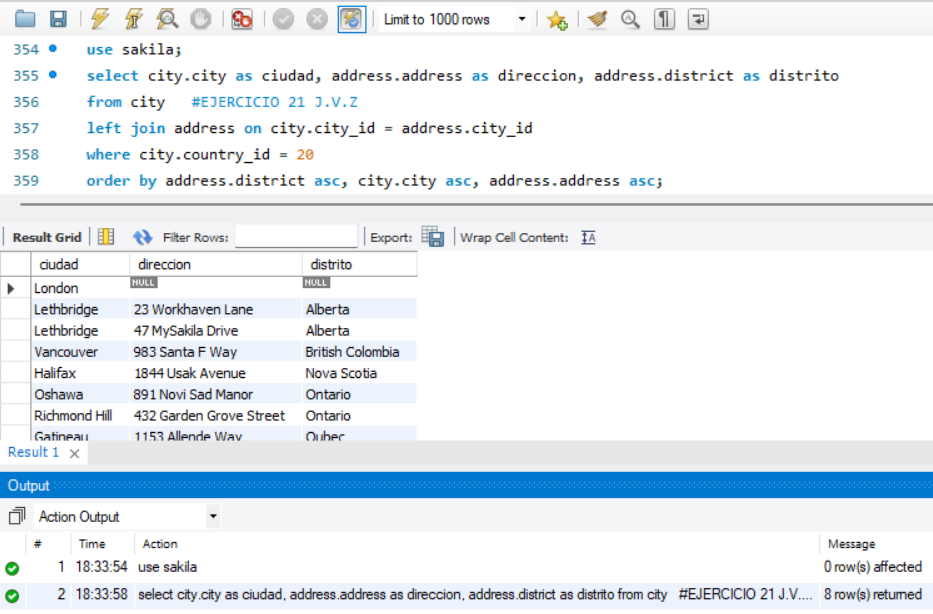 Limit to 1000 rows
354 use sakila;
355 select city.city as ciudad, address.address as direccion, address.district as distrito
356 from city #EJERCICIO 21 J.V.Z
357 left join address on city.city_id = address.city_id
358 where city.country_id = 20
359 order by address.district asc, city.city asc, address.address asc;
Result Grid Filter Rows: Export: Wrap Cell Content:
ciudad direccion distrito
London NULL NULL
Lethbridge 23 Workhaven Lane Alberta
Lethbridge 47 MySakila Drive Alberta
Vancouver 983 Santa F Way British Colombia
Halifax 1844 Usak Avenue Nova Scotia
Oshawa 891 Novi Sad Manor Ontario
Richmond Hill 432 Garden Grove Street Ontario
Gatineau 1153 Allende Way Qubec
Result 1
Output
Action Output
# Time Action Message
1 18:33:54 use sakila 0 row(s) affected
2 18:33:58 select city.city as ciudad, address.address as direccion, address.district as distrito from city #EJERCICIO 21 J.V.... 8 row(s) returned